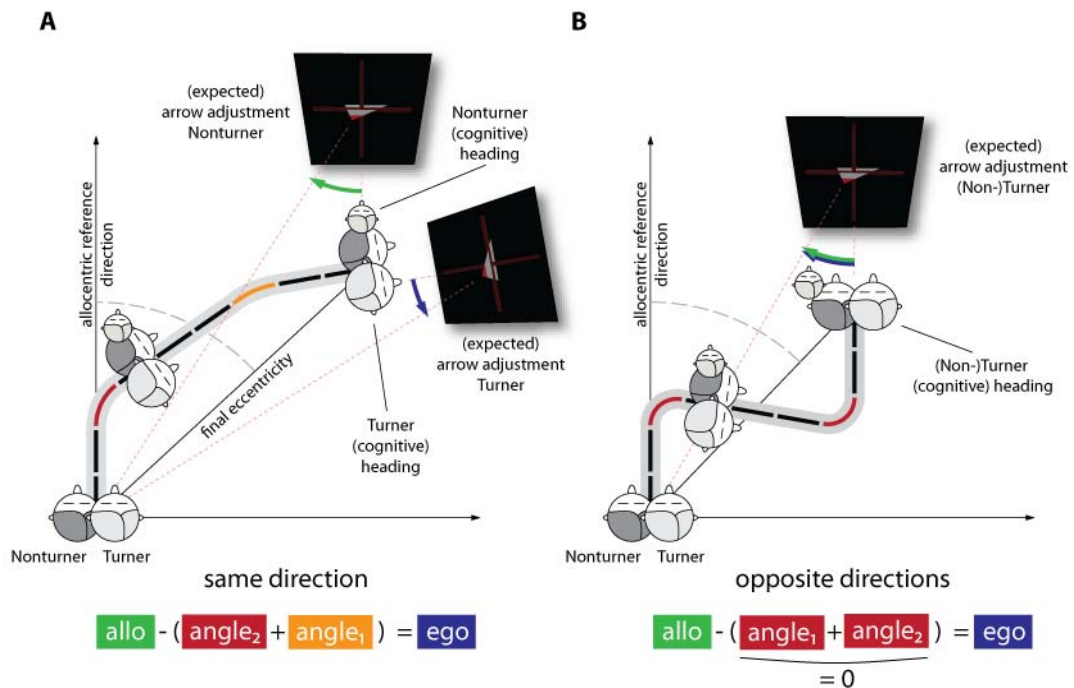 A
(expected)
arrow adjustment
Nonturner
Nonturner
(cognitive)
heading
allocentric reference
direction
final eccentricity
(expected)
arrow adjustment
Turner
Turner
(cognitive)
heading
Nonturner Turner
same direction
allo - ( angle₂ + angle₁ ) = ego
B
(expected)
arrow adjustment
(Non-)Turner
allocentric reference
direction
final eccentricity
(Non-)Turner
(cognitive) heading
Nonturner Turner
opposite directions
allo - ( angle₁ + angle₂ ) = ego
= 0